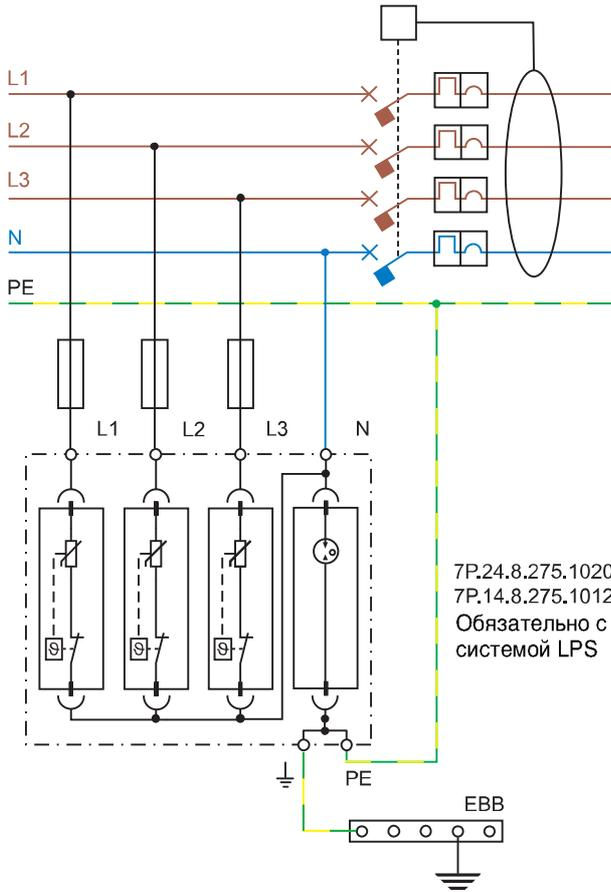 L1
L2
L3
N
PE
L1 L2 L3 N
7P.24.8.275.1020
7P.14.8.275.1012
Обязательно с
системой LPS
PE
EBB